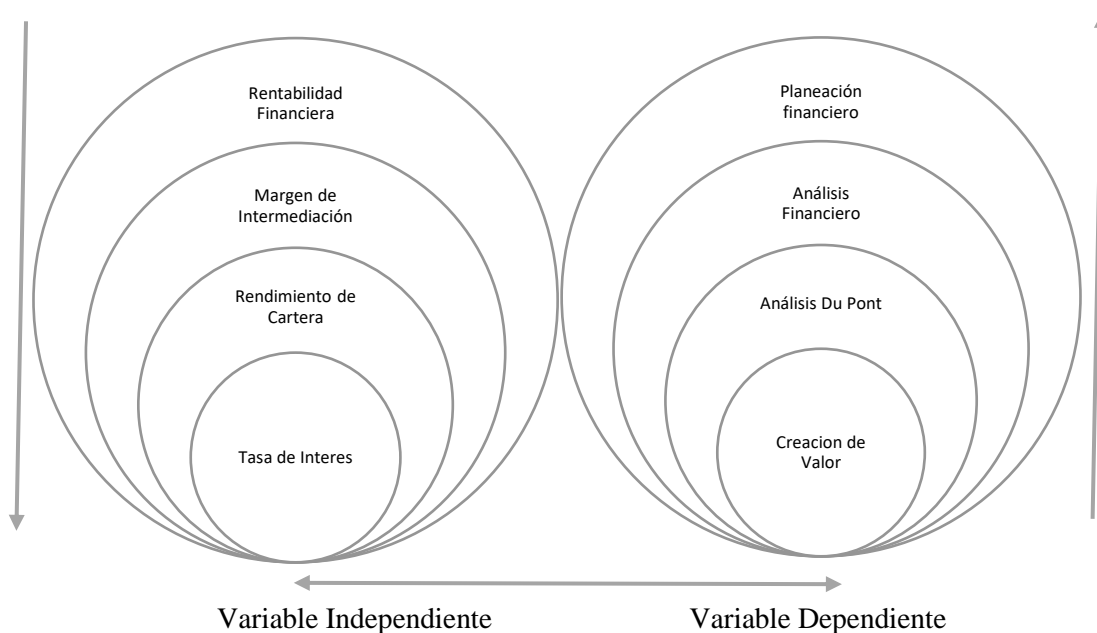 Rentabilidad
Financiera
Margen de
Intermediación
Rendimiento de
Cartera
Tasa de Interes
Planeación
financiero
Análisis
Financiero
Análisis Du Pont
Creacion de
Valor
Variable Independiente
Variable Dependiente